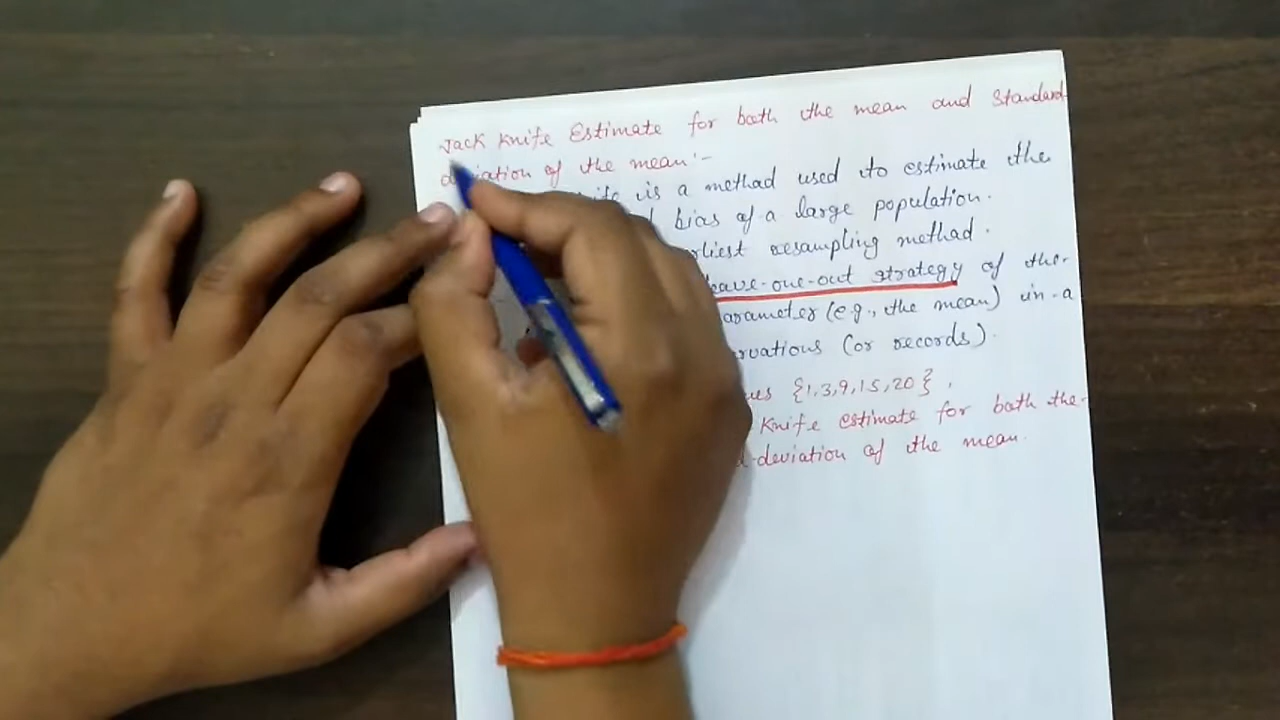 Jack Knife Estimate for both the mean and Standard
deviation of the mean:-
is a method used to estimate the
bias of a large population.
resampling method.
leave-one-out strategy of the
(e.g., the mean) in a
(or records).
{1,3,9,15,20}.
Knife estimate for both the
deviation of the mean.